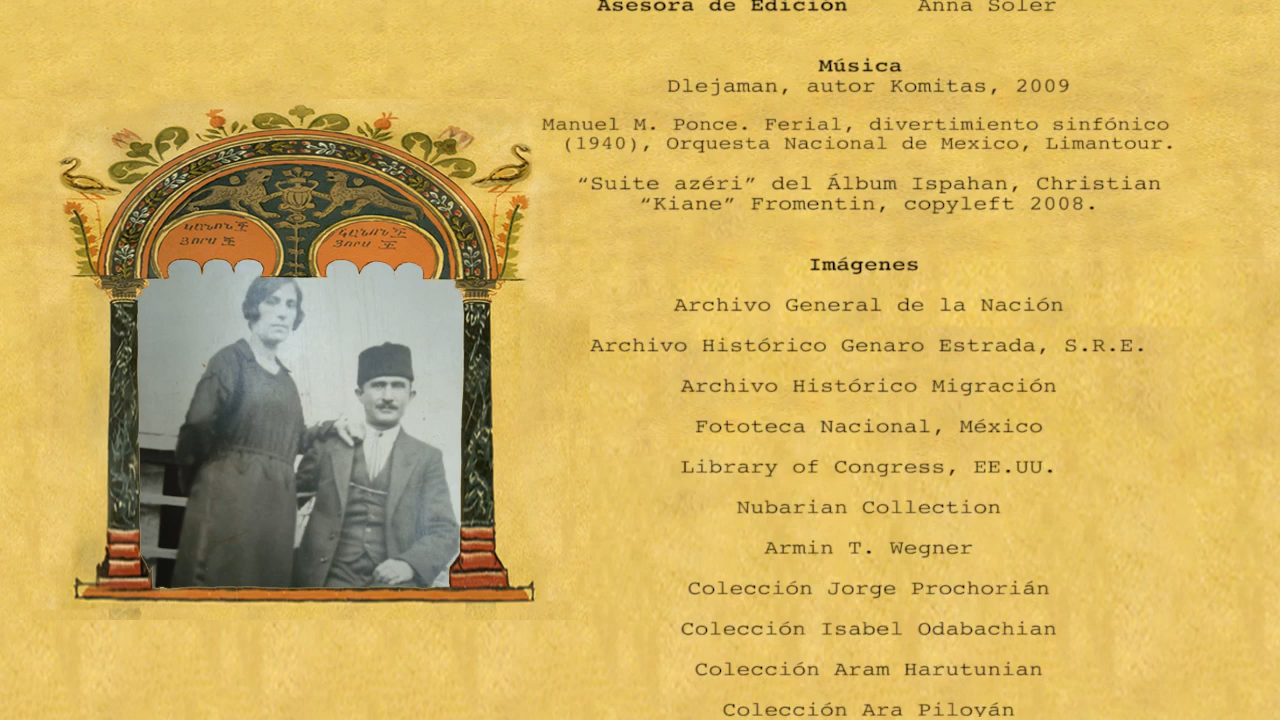 Asesora de Edición Anna Soler
Música
Dlejaman, autor Komitas, 2009
Manuel M. Ponce. Ferial, divertimiento sinfónico
(1940), Orquesta Nacional de Mexico, Limantour.
“Suite azéri” del Álbum Ispahan, Christian
“Kiane” Fromentin, copyleft 2008.
Imágenes
Archivo General de la Nación
Archivo Histórico Genaro Estrada, S.R.E.
Archivo Histórico Migración
Fototeca Nacional, México
Library of Congress, EE.UU.
Nubarian Collection
Armin T. Wegner
Colección Jorge Prochorián
Colección Isabel Odabachian
Colección Aram Harutunian
Colección Ara Piloyán